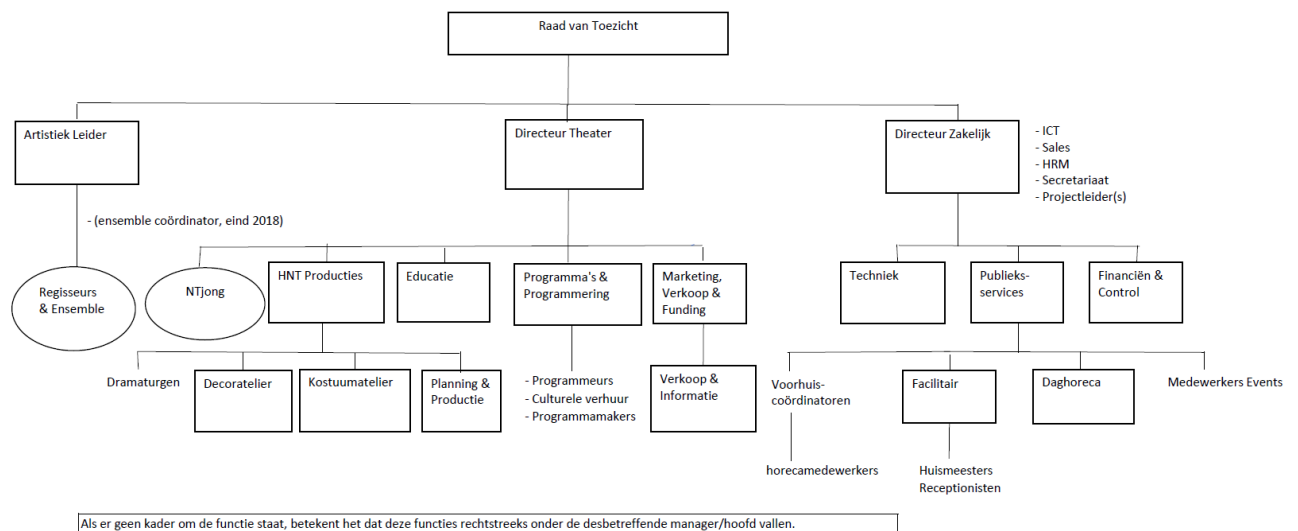 Raad van Toezicht
Artistiek Leider
Directeur Theater
Directeur Zakelijk
- ICT
- Sales
- HRM
- Secretariaat
- Projectleider(s)
- (ensemble coördinator, eind 2018)
Regisseurs
& Ensemble
NTjong
HNT Producties
Educatie
Programma's &
Programmering
Marketing,
Verkoop &
Funding
Techniek
Publieks-
services
Financiën &
Control
Dramaturgen
Decoratelier
Kostuumatelier
Planning &
Productie
- Programmeurs
- Culturele verhuur
- Programmamakers
Verkoop &
Informatie
Voorhuis-
coördinatoren
Facilitair
Daghoreca
Medewerkers Events
horecamedewerkers
Huismeesters
Receptionisten
Als er geen kader om de functie staat, betekent het dat deze functies rechtstreeks onder de desbetreffende manager/hoofd vallen.